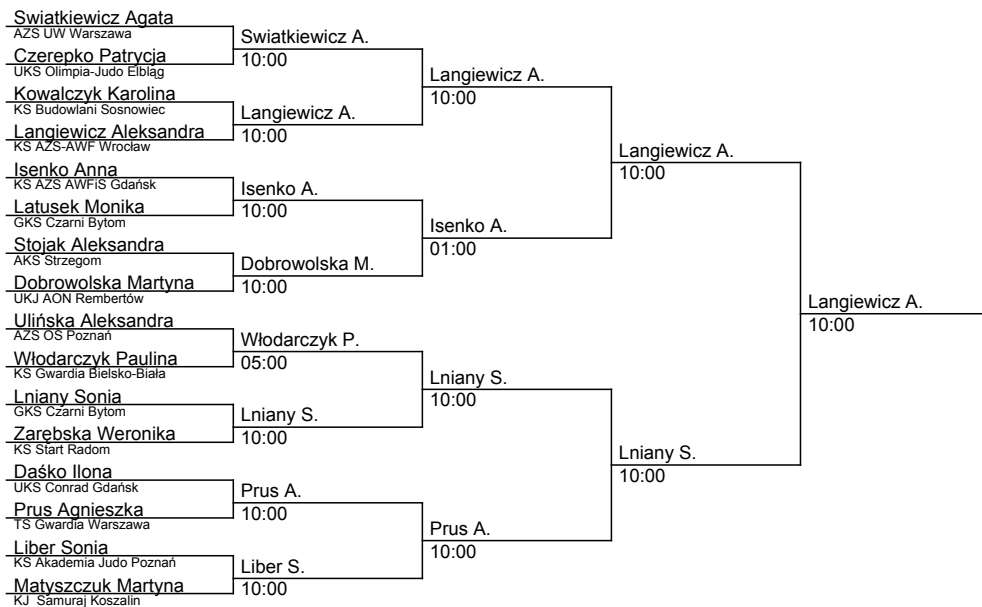 Swiatkiewicz Agata
AZS UW Warszawa
Czerepko Patrycja
UKS Olimpia-Judo Elbląg
Kowalczyk Karolina
KS Budowlani Sosnowiec
Langiewicz Aleksandra
KS AZS-AWF Wrocław
Isenko Anna
KS AZS AWFiS Gdańsk
Latusek Monika
GKS Czarni Bytom
Stojak Aleksandra
AKS Strzegom
Dobrowolska Martyna
UKJ AON Rembertów
Ulińska Aleksandra
AZS OŚ Poznań
Włodarczyk Paulina
KS Gwardia Bielsko-Biała
Lniany Sonia
GKS Czarni Bytom
Zarębska Weronika
KS Start Radom
Daśko Ilona
UKS Conrad Gdańsk
Prus Agnieszka
TS Gwardia Warszawa
Liber Sonia
KS Akademia Judo Poznań
Matyszczuk Martyna
KJ Samuraj Koszalin
Swiatkiewicz A.
10:00
Langiewicz A.
10:00
Isenko A.
10:00
Dobrowolska M.
10:00
Włodarczyk P.
05:00
Lniany S.
10:00
Prus A.
10:00
Liber S.
10:00
Langiewicz A.
10:00
Isenko A.
01:00
Lniany S.
10:00
Prus A.
10:00
Langiewicz A.
10:00
Lniany S.
10:00
Langiewicz A.
10:00